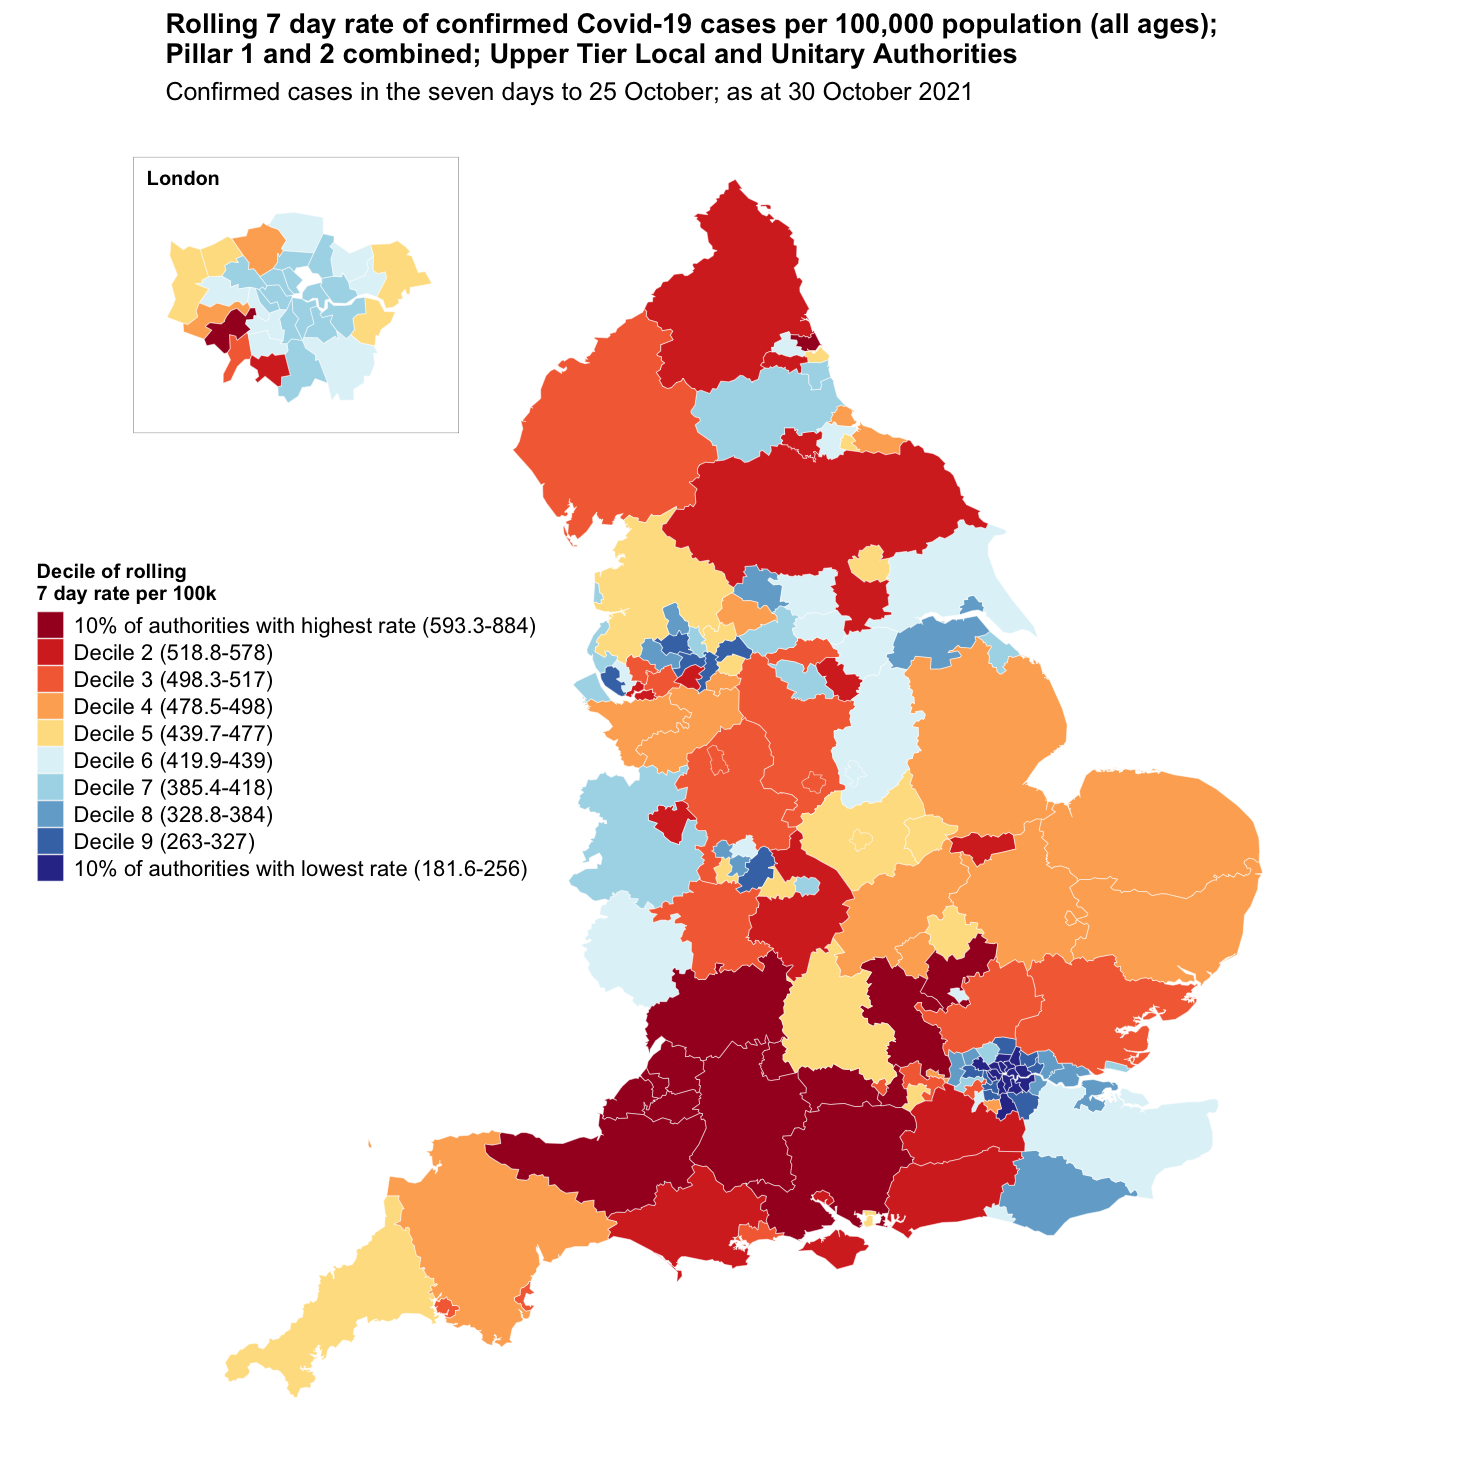 Rolling 7 day rate of confirmed Covid-19 cases per 100,000 population (all ages);
Pillar 1 and 2 combined; Upper Tier Local and Unitary Authorities
Confirmed cases in the seven days to 25 October; as at 30 October 2021
London
Decile of rolling
7 day rate per 100k
10% of authorities with highest rate (593.3-884)
Decile 2 (518.8-578)
Decile 3 (498.3-517)
Decile 4 (478.5-498)
Decile 5 (439.7-477)
Decile 6 (419.9-439)
Decile 7 (385.4-418)
Decile 8 (328.8-384)
Decile 9 (263-327)
10% of authorities with lowest rate (181.6-256)